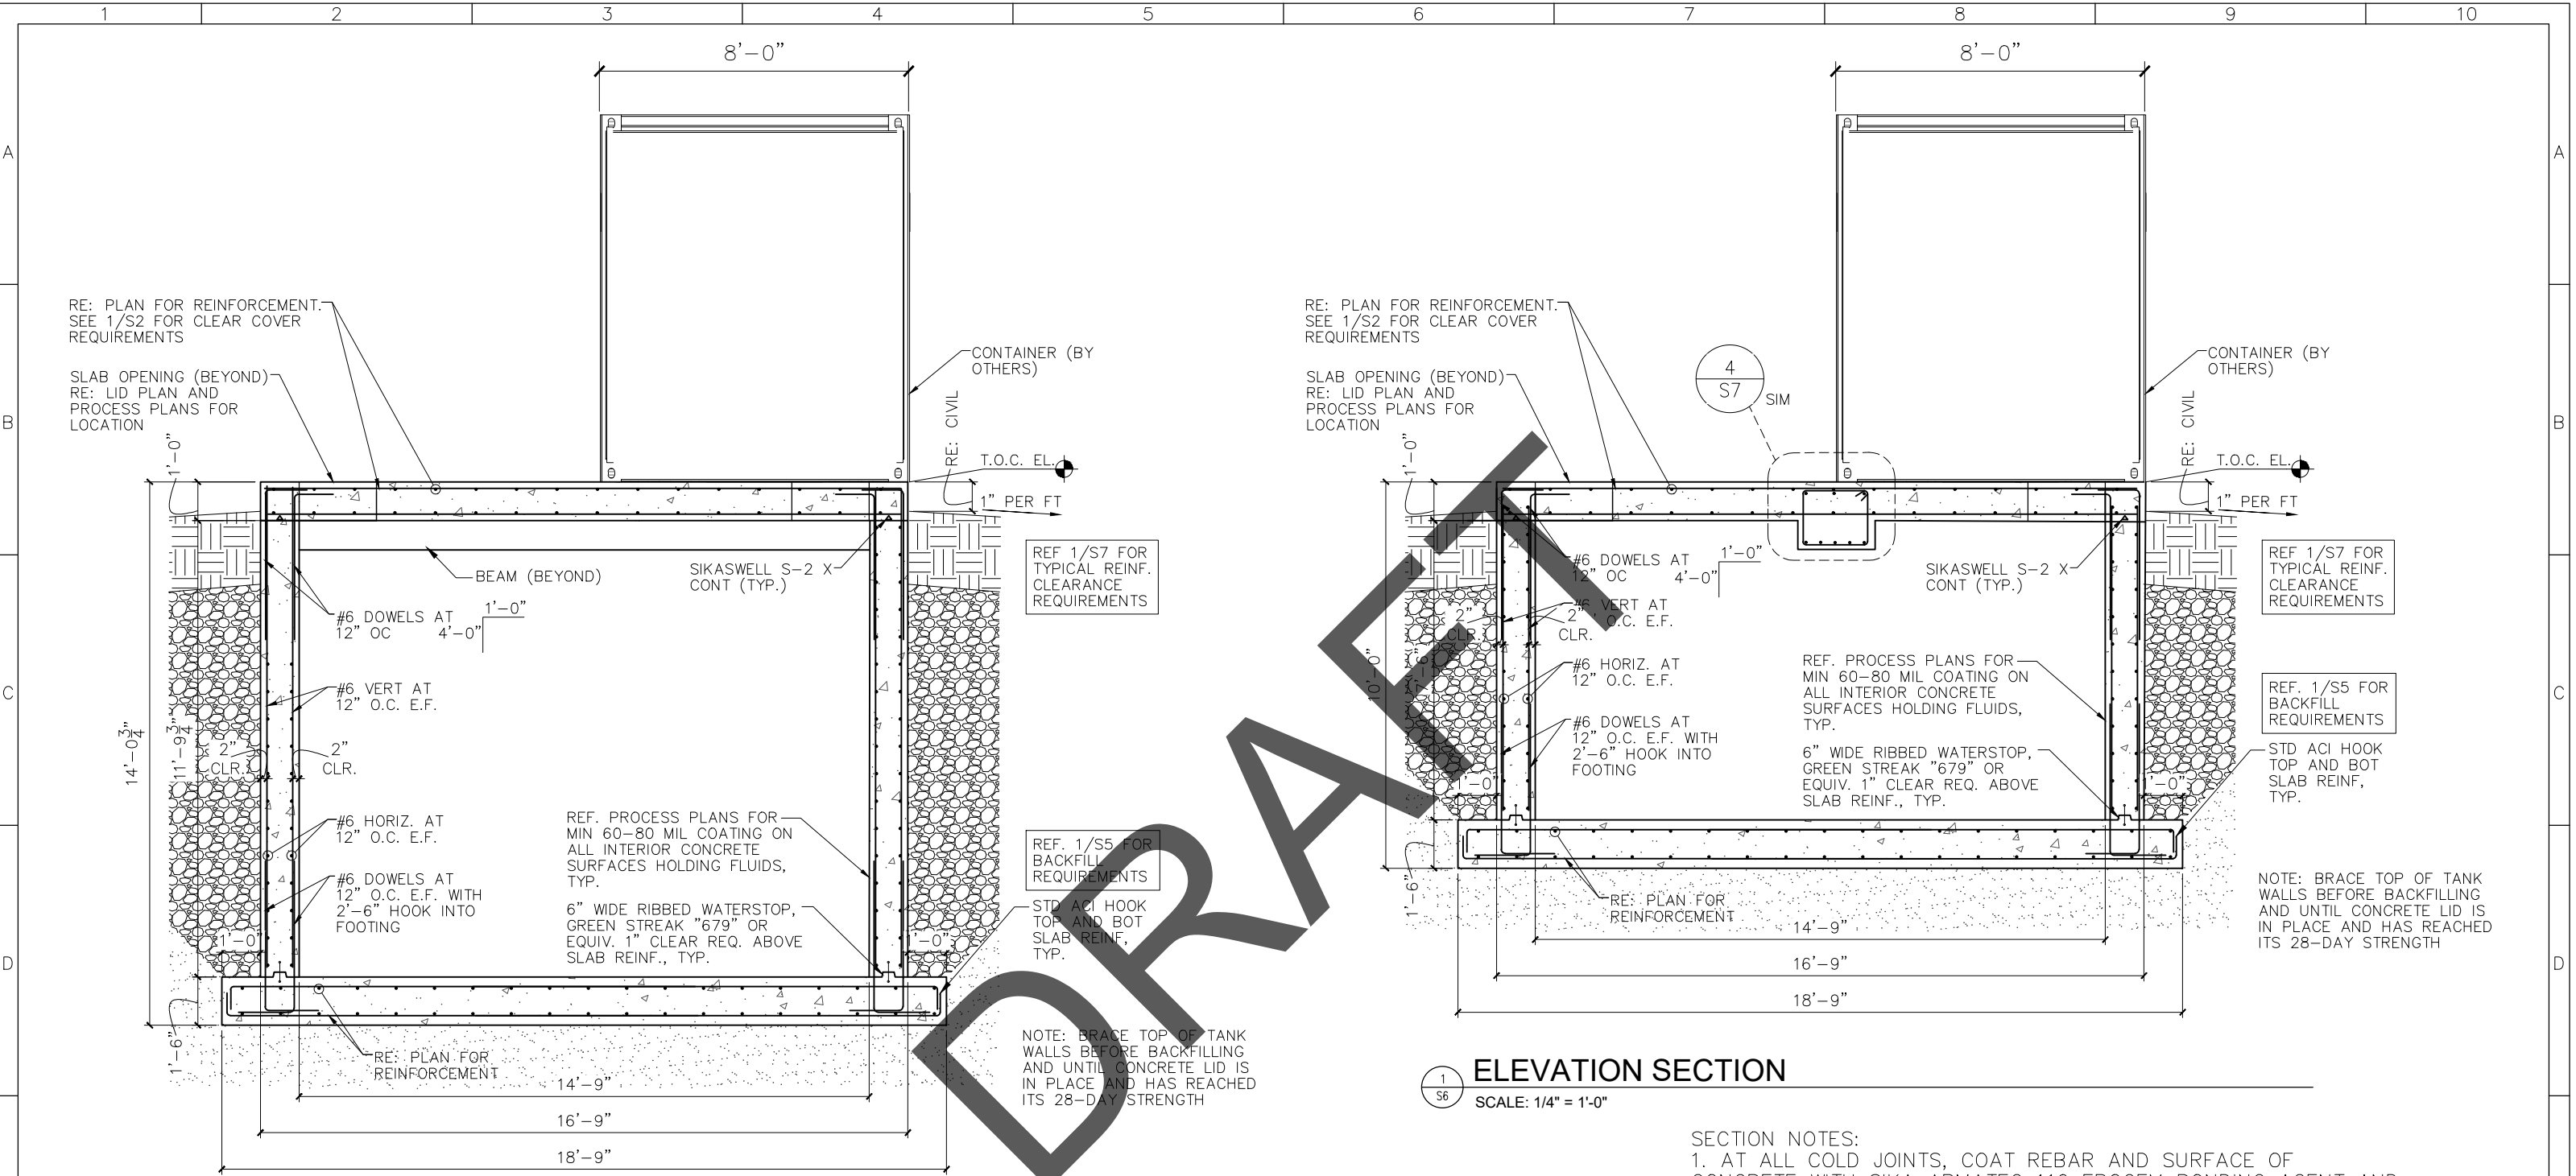 1 2 3 4 5 6 7 8 9 10
A
B
C
D
8'-0"
RE: PLAN FOR REINFORCEMENT.
SEE 1/S2 FOR CLEAR COVER
REQUIREMENTS
SLAB OPENING (BEYOND)
RE: LID PLAN AND
PROCESS PLANS FOR
LOCATION
CONTAINER (BY
OTHERS)
RE: CIVIL
T.O.C. EL.
1" PER FT
1'-0"
BEAM (BEYOND)
SIKASWELL S-2 X
CONT (TYP.)
REF 1/S7 FOR
TYPICAL REINF.
CLEARANCE
REQUIREMENTS
#6 DOWELS AT
12" OC
1'-0"
4'-0"
#6 VERT AT
12" O.C. E.F.
14'-0 3/4"
11'-9 3/4"
2"
CLR.
2"
CLR.
#6 HORIZ. AT
12" O.C. E.F.
#6 DOWELS AT
12" O.C. E.F. WITH
2'-6" HOOK INTO
FOOTING
REF. PROCESS PLANS FOR
MIN 60-80 MIL COATING ON
ALL INTERIOR CONCRETE
SURFACES HOLDING FLUIDS,
TYP.
6" WIDE RIBBED WATERSTOP,
GREEN STREAK "679" OR
EQUIV. 1" CLEAR REQ. ABOVE
SLAB REINF., TYP.
REF. 1/S5 FOR
BACKFILL
REQUIREMENTS
STD ACI HOOK
TOP AND BOT
SLAB REINF,
TYP.
1'-0"
1'-0"
1'-6"
RE: PLAN FOR
REINFORCEMENT
NOTE: BRACE TOP OF TANK
WALLS BEFORE BACKFILLING
AND UNTIL CONCRETE LID IS
IN PLACE AND HAS REACHED
ITS 28-DAY STRENGTH
14'-9"
16'-9"
18'-9"
8'-0"
RE: PLAN FOR REINFORCEMENT.
SEE 1/S2 FOR CLEAR COVER
REQUIREMENTS
SLAB OPENING (BEYOND)
RE: LID PLAN AND
PROCESS PLANS FOR
LOCATION
4
S7
SIM
CONTAINER (BY
OTHERS)
RE: CIVIL
T.O.C. EL.
1" PER FT
1'-0"
#6 DOWELS AT
12" OC
1'-0"
4'-0"
SIKASWELL S-2 X
CONT (TYP.)
REF 1/S7 FOR
TYPICAL REINF.
CLEARANCE
REQUIREMENTS
#6 VERT AT
12" O.C. E.F.
2"
CLR.
2"
CLR.
10'-0"
#6 HORIZ. AT
12" O.C. E.F.
#6 DOWELS AT
12" O.C. E.F. WITH
2'-6" HOOK INTO
FOOTING
REF. PROCESS PLANS FOR
MIN 60-80 MIL COATING ON
ALL INTERIOR CONCRETE
SURFACES HOLDING FLUIDS,
TYP.
6" WIDE RIBBED WATERSTOP,
GREEN STREAK "679" OR
EQUIV. 1" CLEAR REQ. ABOVE
SLAB REINF., TYP.
REF. 1/S5 FOR
BACKFILL
REQUIREMENTS
STD ACI HOOK
TOP AND BOT
SLAB REINF,
TYP.
1'-0"
1'-0"
1'-6"
RE: PLAN FOR
REINFORCEMENT
NOTE: BRACE TOP OF TANK
WALLS BEFORE BACKFILLING
AND UNTIL CONCRETE LID IS
IN PLACE AND HAS REACHED
ITS 28-DAY STRENGTH
14'-9"
16'-9"
18'-9"
DRAFT
1
S6
ELEVATION SECTION
SCALE: 1/4" = 1'-0"
SECTION NOTES:
1. AT ALL COLD JOINTS, COAT REBAR AND SURFACE OF
A
B
C
D